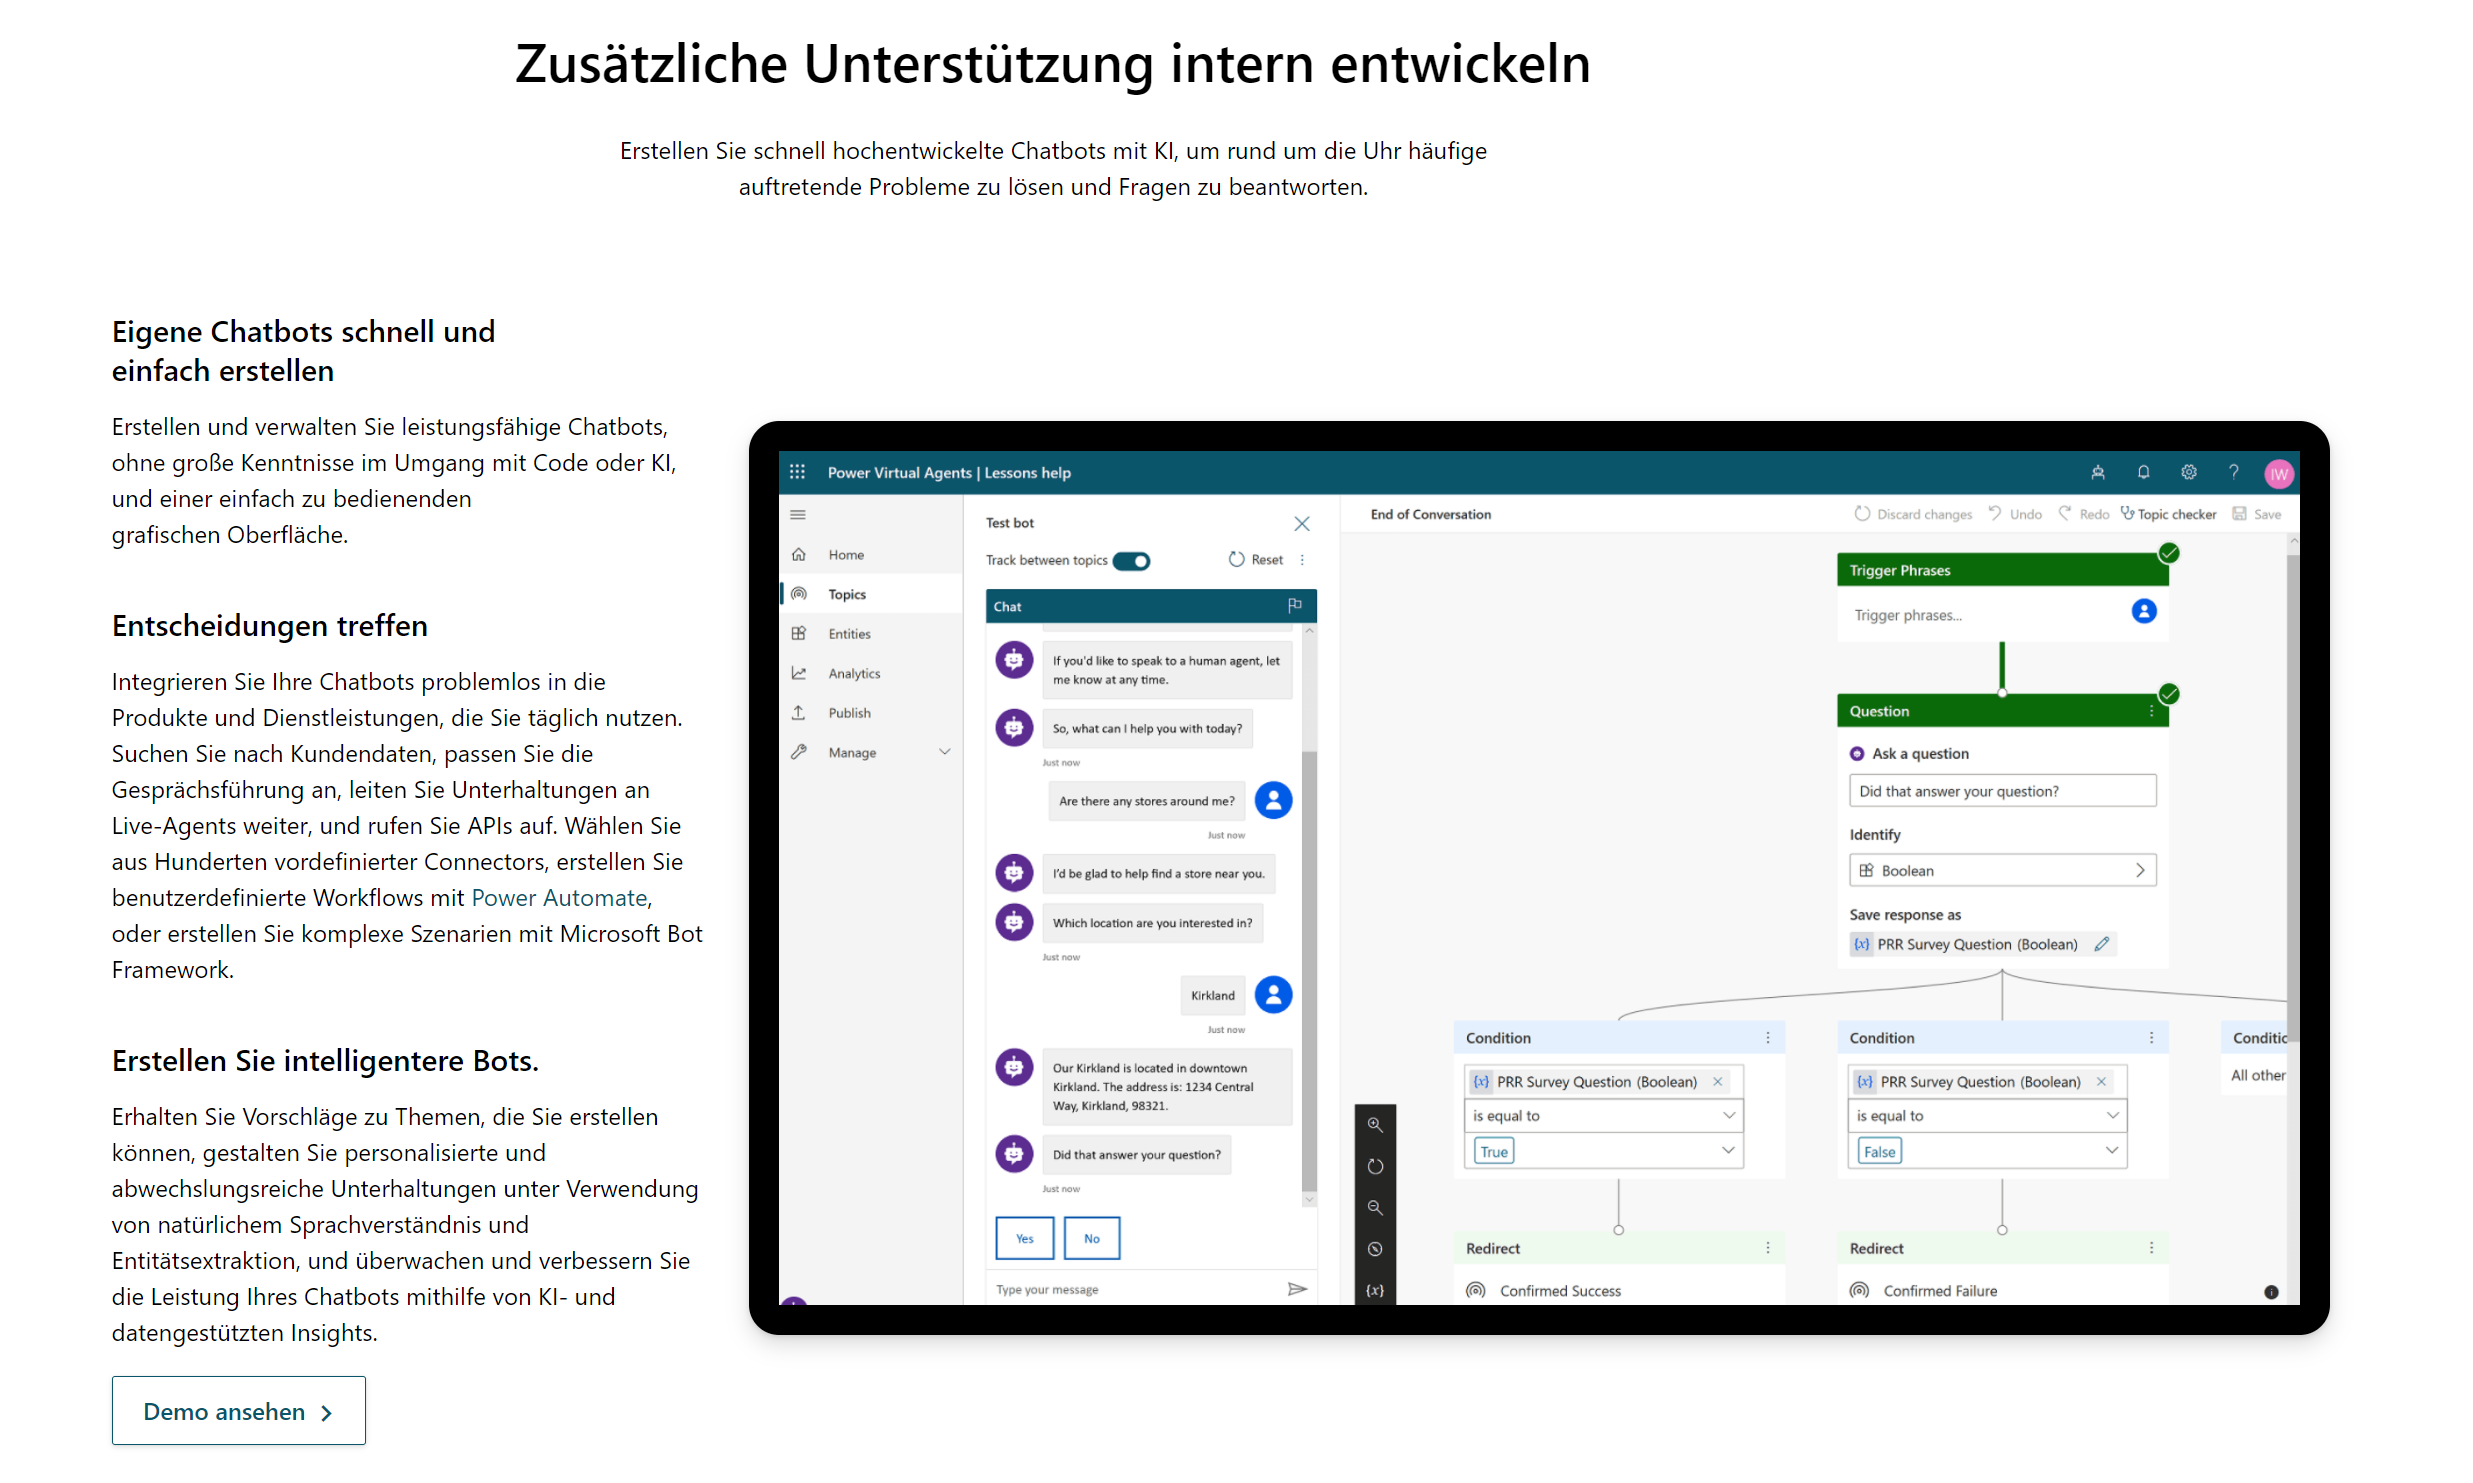 Zusätzliche Unterstützung intern entwickeln
Erstellen Sie schnell hochentwickelte Chatbots mit KI, um rund um die Uhr häufige
auftretende Probleme zu lösen und Fragen zu beantworten.
Eigene Chatbots schnell und
einfach erstellen
Erstellen und verwalten Sie leistungsfähige Chatbots,
ohne große Kenntnisse im Umgang mit Code oder KI,
und einer einfach zu bedienenden
grafischen Oberfläche.
Entscheidungen treffen
Integrieren Sie Ihre Chatbots problemlos in die
Produkte und Dienstleistungen, die Sie täglich nutzen.
Suchen Sie nach Kundendaten, passen Sie die
Gesprächsführung an, leiten Sie Unterhaltungen an
Live-Agents weiter, und rufen Sie APIs auf. Wählen Sie
aus Hunderten vordefinierter Connectors, erstellen Sie
benutzerdefinierte Workflows mit Power Automate,
oder erstellen Sie komplexe Szenarien mit Microsoft Bot
Framework.
Erstellen Sie intelligentere Bots.
Erhalten Sie Vorschläge zu Themen, die Sie erstellen
können, gestalten Sie personalisierte und
abwechslungsreiche Unterhaltungen unter Verwendung
von natürlichem Sprachverständnis und
Entitätsextraktion, und überwachen und verbessern Sie
die Leistung Ihres Chatbots mithilfe von KI- und
datengestützten Insights.
Demo ansehen
Power Virtual Agents | Lessons help
IW
Home
Topics
Entities
Analytics
Publish
Manage
Test bot
Track between topics
Reset
Chat
If you'd like to speak to a human agent, let
me know at any time.
So, what can I help you with today?
Just now
Are there any stores around me?
Just now
I'd be glad to help find a store near you.
Which location are you interested in?
Just now
Kirkland
Just now
Our Kirkland is located in downtown
Kirkland. The address is: 1234 Central
Way, Kirkland, 98321.
Did that answer your question?
Just now
Yes
No
Type your message
End of Conversation
Discard changes
Undo
Redo
Topic checker
Save
Trigger Phrases
Trigger phrases...
Question
Ask a question
Did that answer your question?
Identify
Boolean
Save response as
{x} PRR Survey Question (Boolean)
Condition
{x} PRR Survey Question (Boolean)
is equal to
True
Redirect
Confirmed Success
Condition
{x} PRR Survey Question (Boolean)
is equal to
False
Redirect
Confirmed Failure
Conditic
All other
{x}